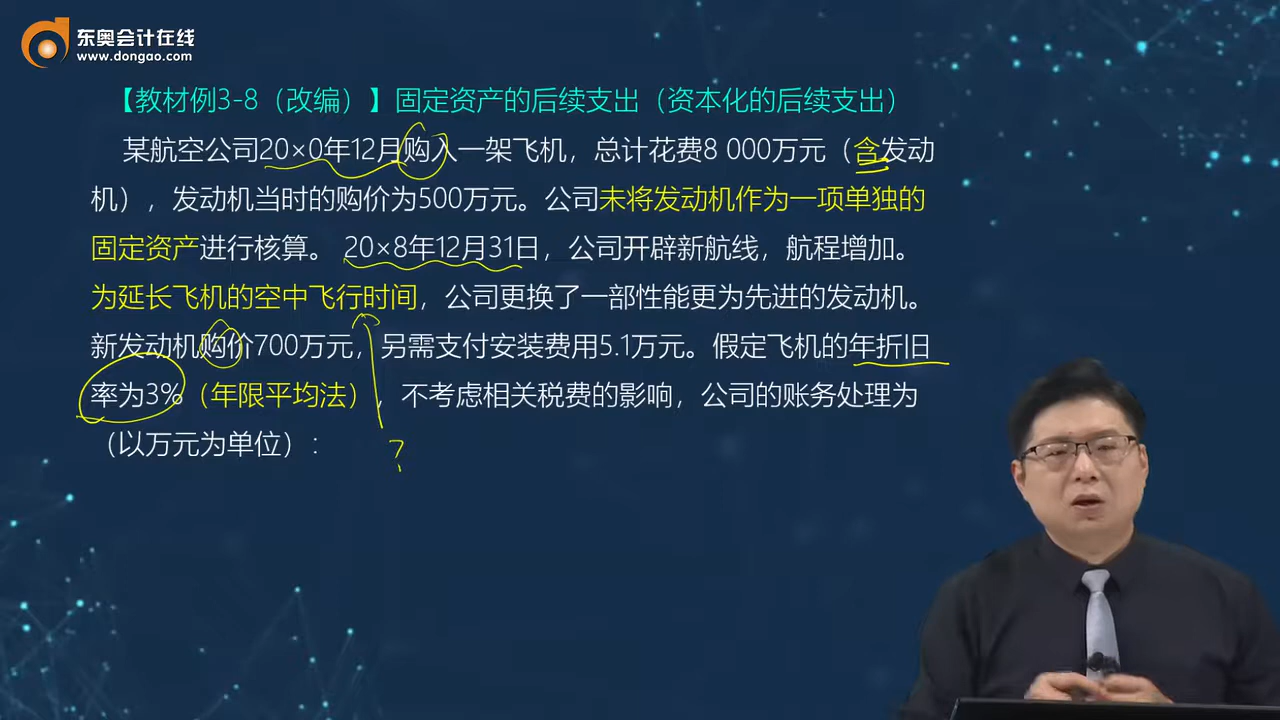 东奥会计在线
www.dongao.com
【教材例3-8（改编）】固定资产的后续支出（资本化的后续支出）
某航空公司20×0年12月购入一架飞机，总计花费8 000万元（含发动
机），发动机当时的购价为500万元。公司未将发动机作为一项单独的
固定资产进行核算。 20×8年12月31日，公司开辟新航线，航程增加。
为延长飞机的空中飞行时间，公司更换了一部性能更为先进的发动机。
新发动机购价700万元，另需支付安装费用5.1万元。假定飞机的年折旧
率为3%（年限平均法），不考虑相关税费的影响，公司的账务处理为
（以万元为单位）：
?